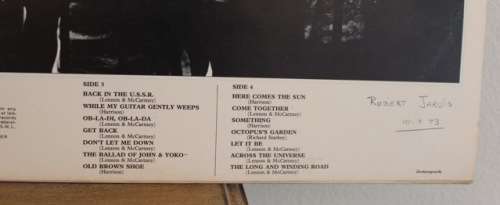 SIDE 3
BACK IN THE U.S.S.R.
(Lennon & McCartney)
WHILE MY GUITAR GENTLY WEEPS
(Harrison)
OB-LA-DI, OB-LA-DA
(Lennon & McCartney)
GET BACK
(Lennon & McCartney)
DON'T LET ME DOWN
(Lennon & McCartney)
THE BALLAD OF JOHN & YOKO
(Lennon & McCartney)
OLD BROWN SHOE
(Harrison)
SIDE 4
HERE COMES THE SUN
(Harrison)
COME TOGETHER
(Lennon & McCartney)
SOMETHING
(Harrison)
OCTOPUS'S GARDEN
(Richard Starkey)
LET IT BE
(Lennon & McCartney)
ACROSS THE UNIVERSE
(Lennon & McCartney)
THE LONG AND WINDING ROAD
(Lennon & McCartney)
ROBERT JARVIS
73